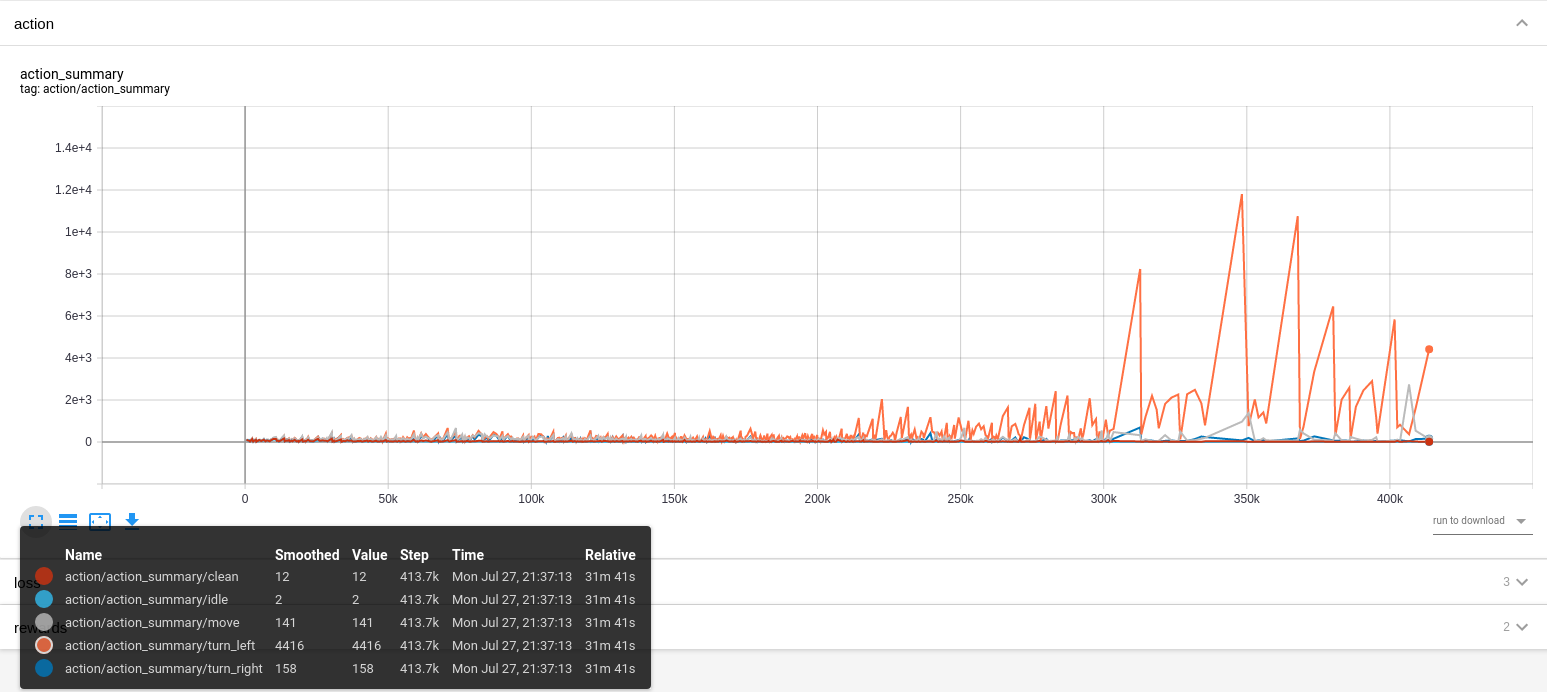 action
action_summary
tag: action/action_summary
1.4e+4
1.2e+4
1e+4
8e+3
6e+3
4e+3
2e+3
0
0 50k 100k 150k 200k 250k 300k 350k 400k
run to download
Name Smoothed Value Step Time Relative
action/action_summary/clean 12 12 413.7k Mon Jul 27, 21:37:13 31m 41s
loss 3
action/action_summary/idle 2 2 413.7k Mon Jul 27, 21:37:13 31m 41s
action/action_summary/move 141 141 413.7k Mon Jul 27, 21:37:13 31m 41s
rewards 2
action/action_summary/turn_left 4416 4416 413.7k Mon Jul 27, 21:37:13 31m 41s
action/action_summary/turn_right 158 158 413.7k Mon Jul 27, 21:37:13 31m 41s